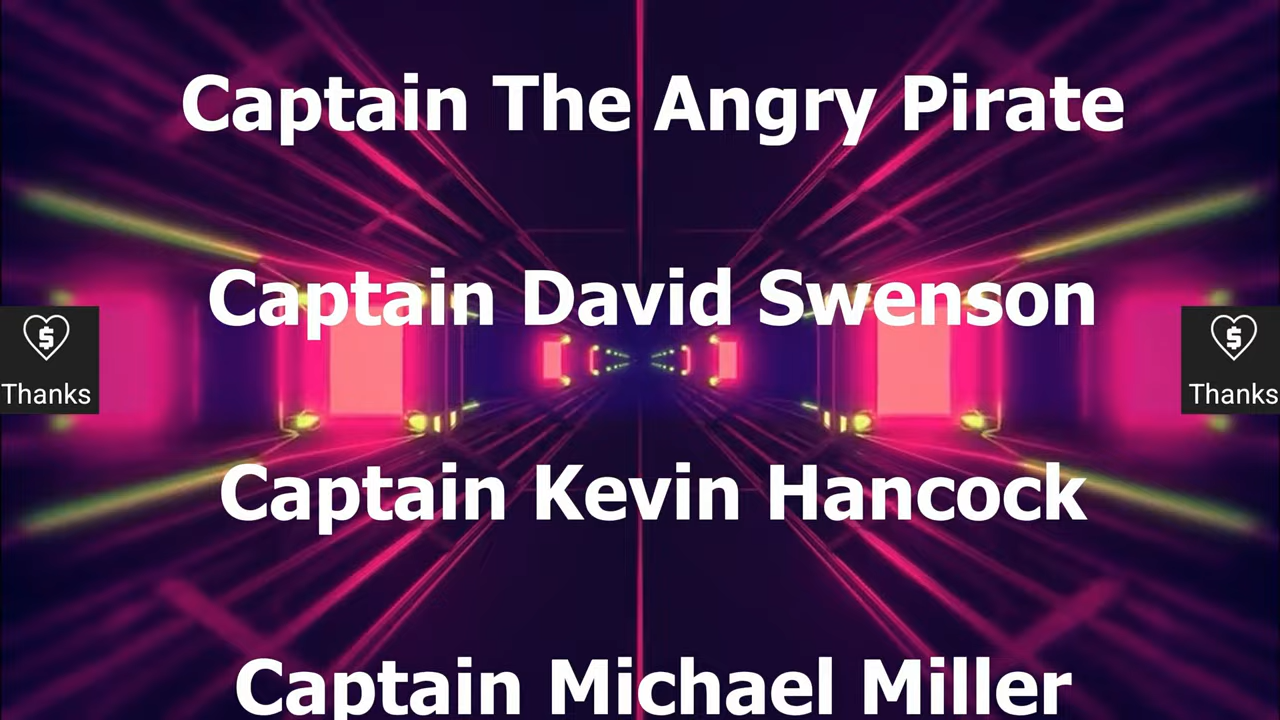 Captain The Angry Pirate
Captain David Swenson
$
Thanks
$
Thanks
Captain Kevin Hancock
Captain Michael Miller